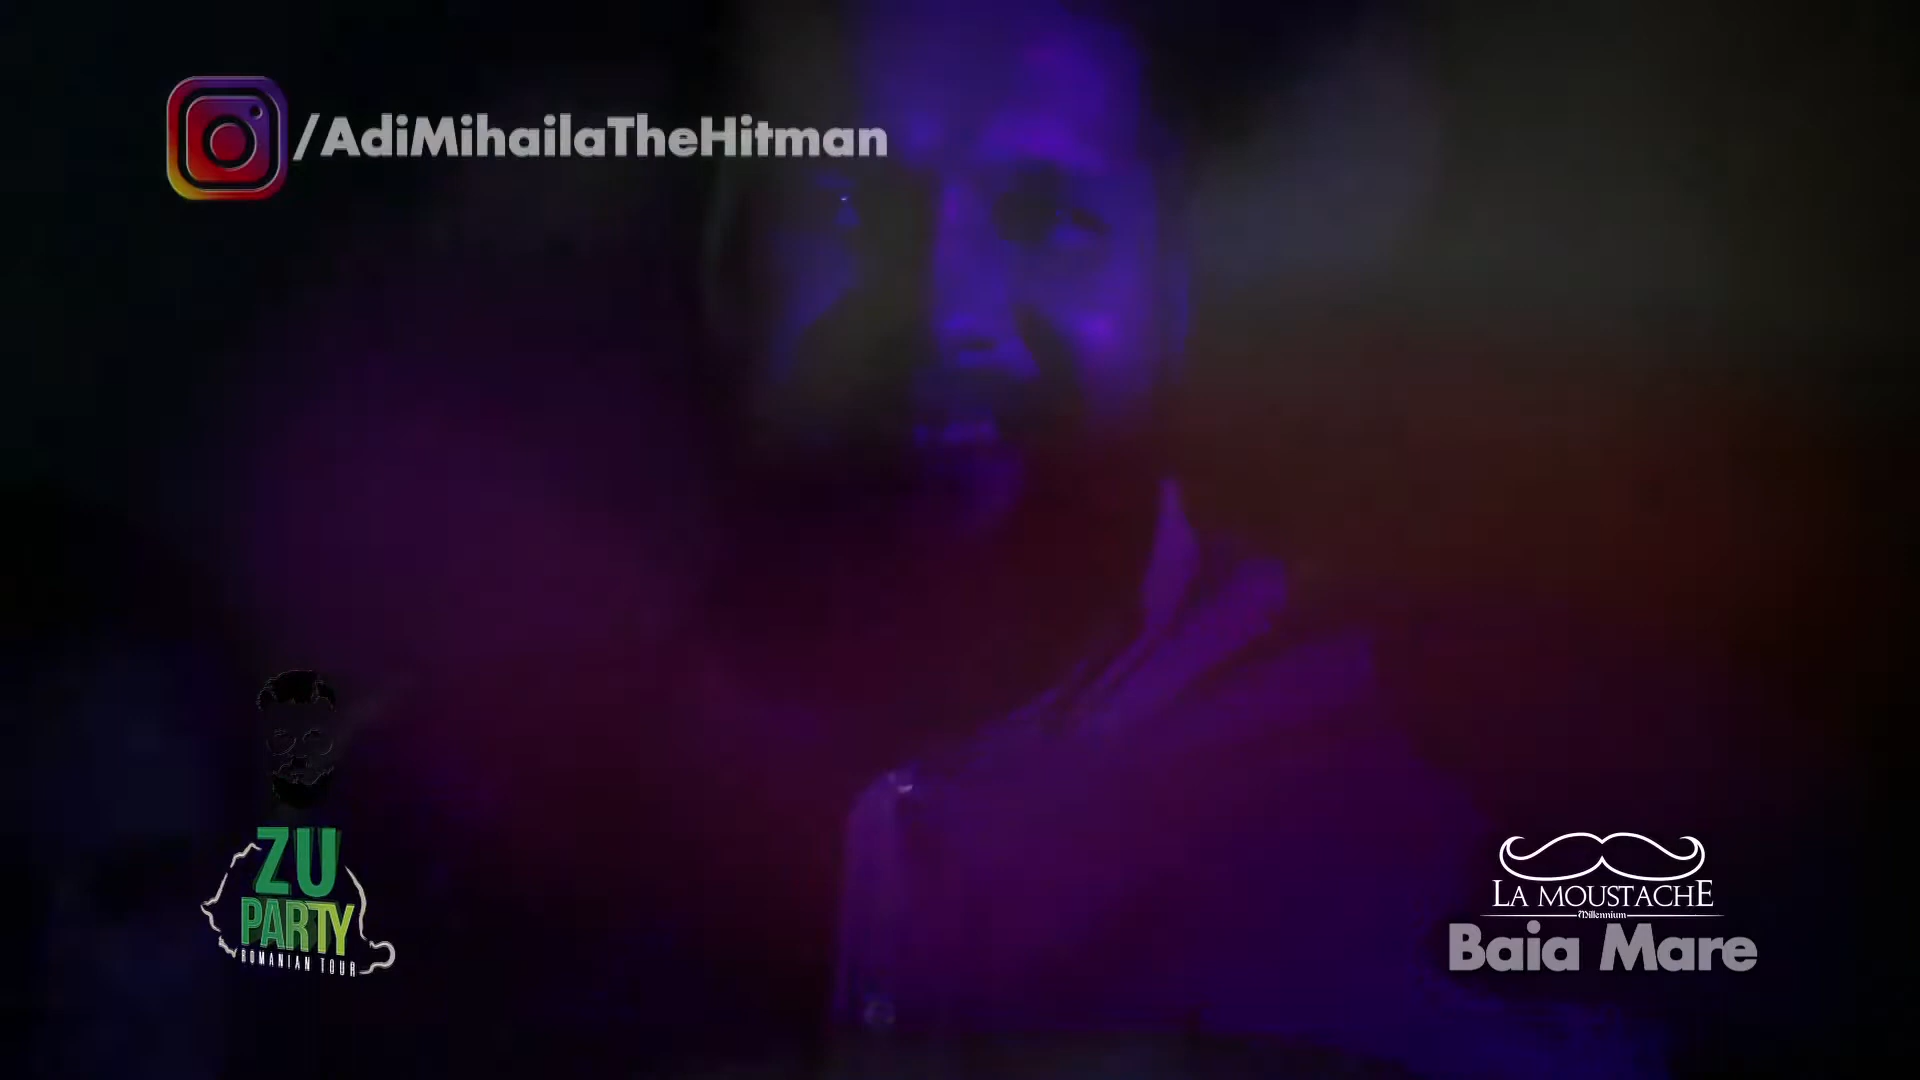 /AdiMihailaTheHitman
ZU
PARTY
ROMANIAN TOUR
LA MOUSTACHE
Millennium
Baia Mare